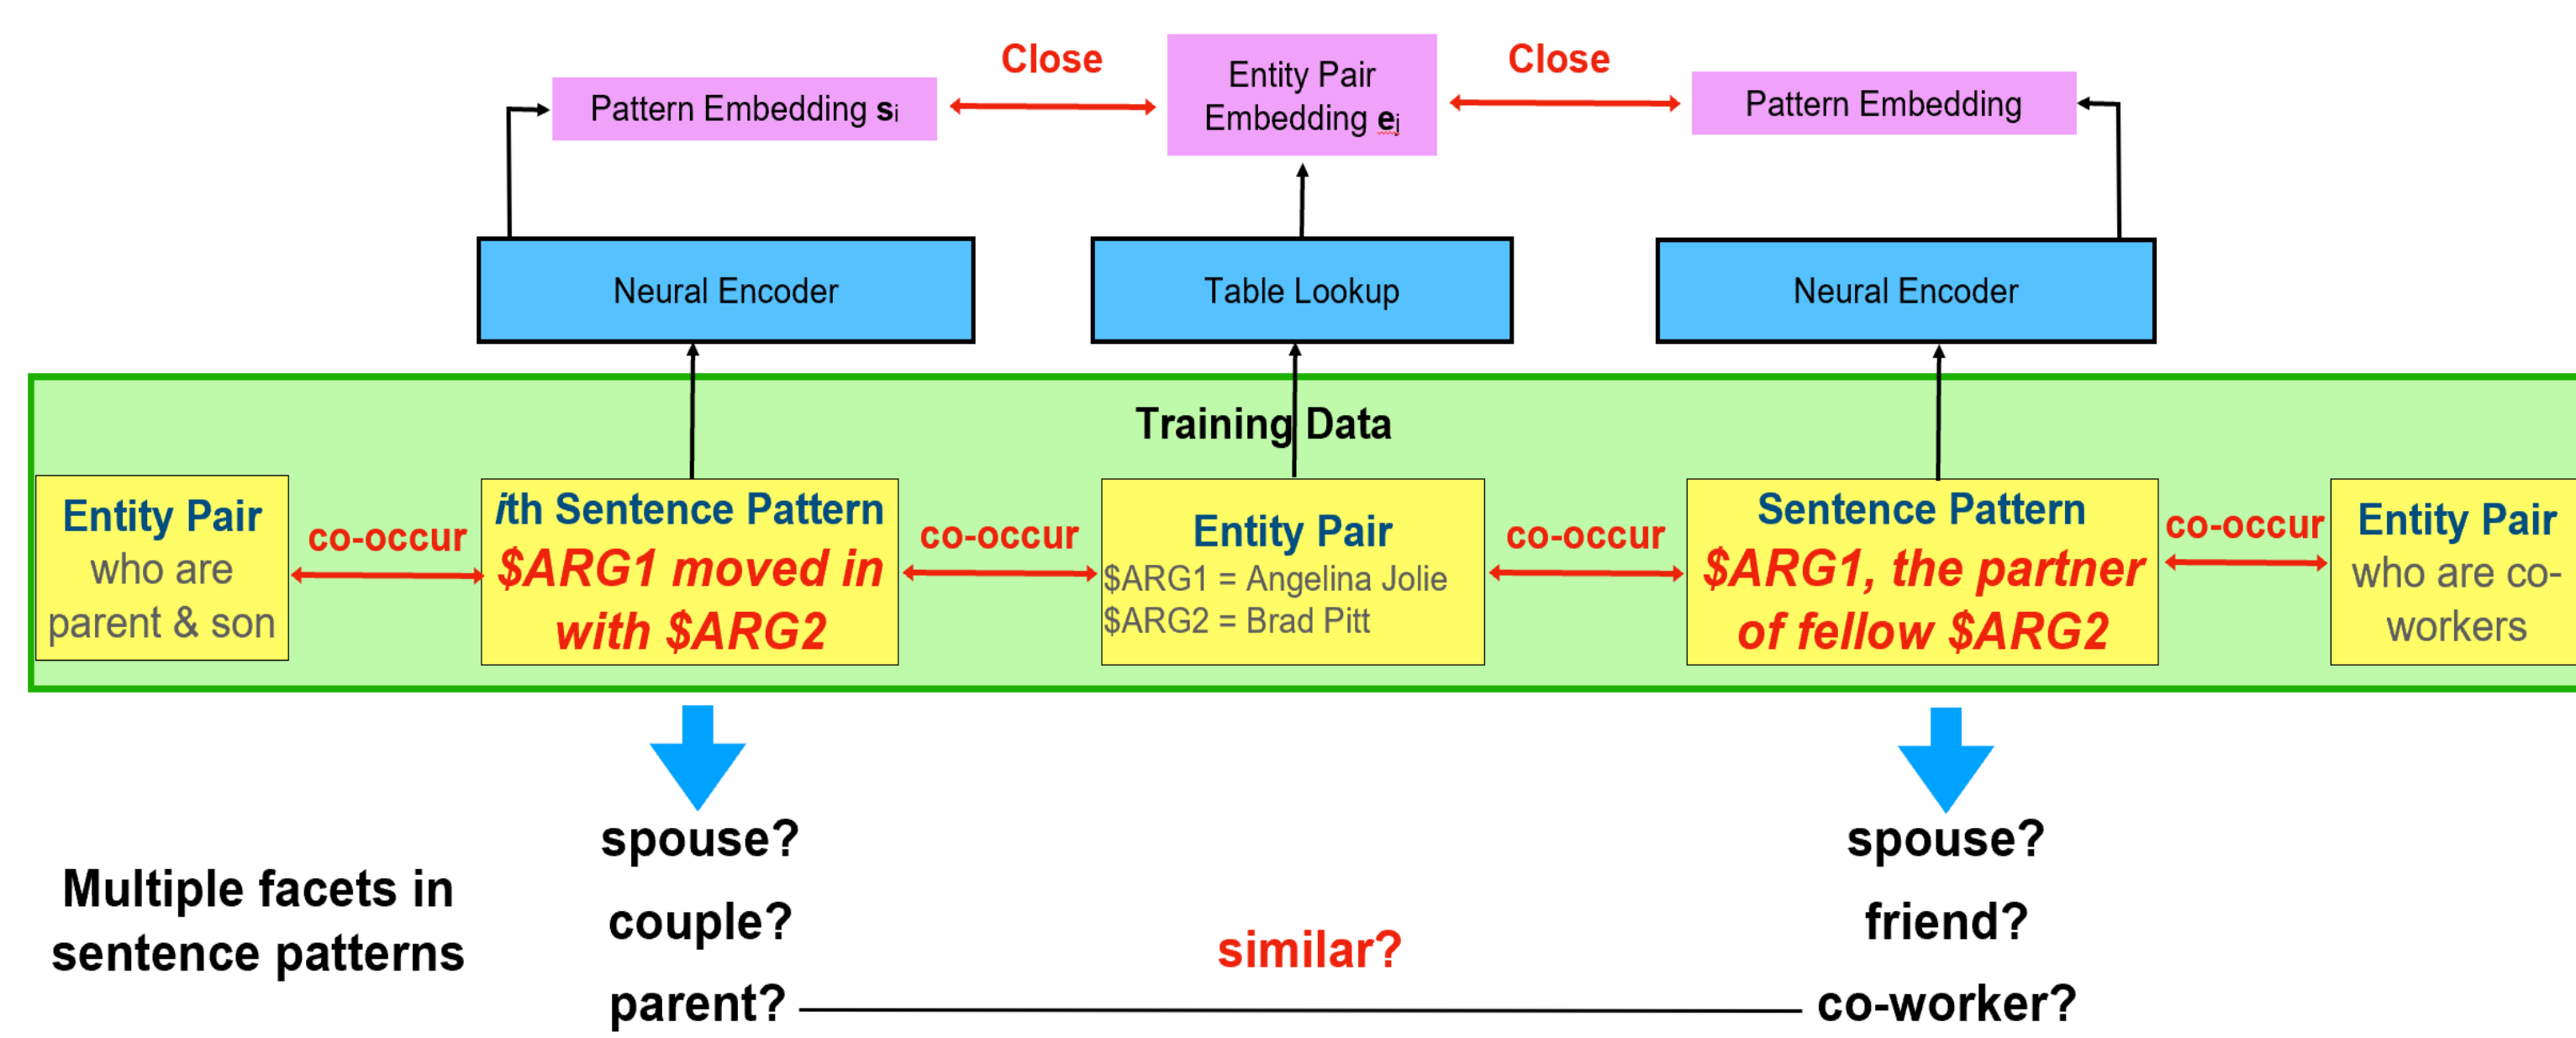 Close
Close
Pattern Embedding si
Entity Pair
Embedding ej
Pattern Embedding
Neural Encoder
Table Lookup
Neural Encoder
Training Data
Entity Pair
who are
parent & son
co-occur
ith Sentence Pattern
$ARG1 moved in
with $ARG2
co-occur
Entity Pair
$ARG1 = Angelina Jolie
$ARG2 = Brad Pitt
co-occur
Sentence Pattern
$ARG1, the partner
of fellow $ARG2
co-occur
Entity Pair
who are co-
workers
Multiple facets in
sentence patterns
spouse?
couple?
parent?
similar?
spouse?
friend?
co-worker?